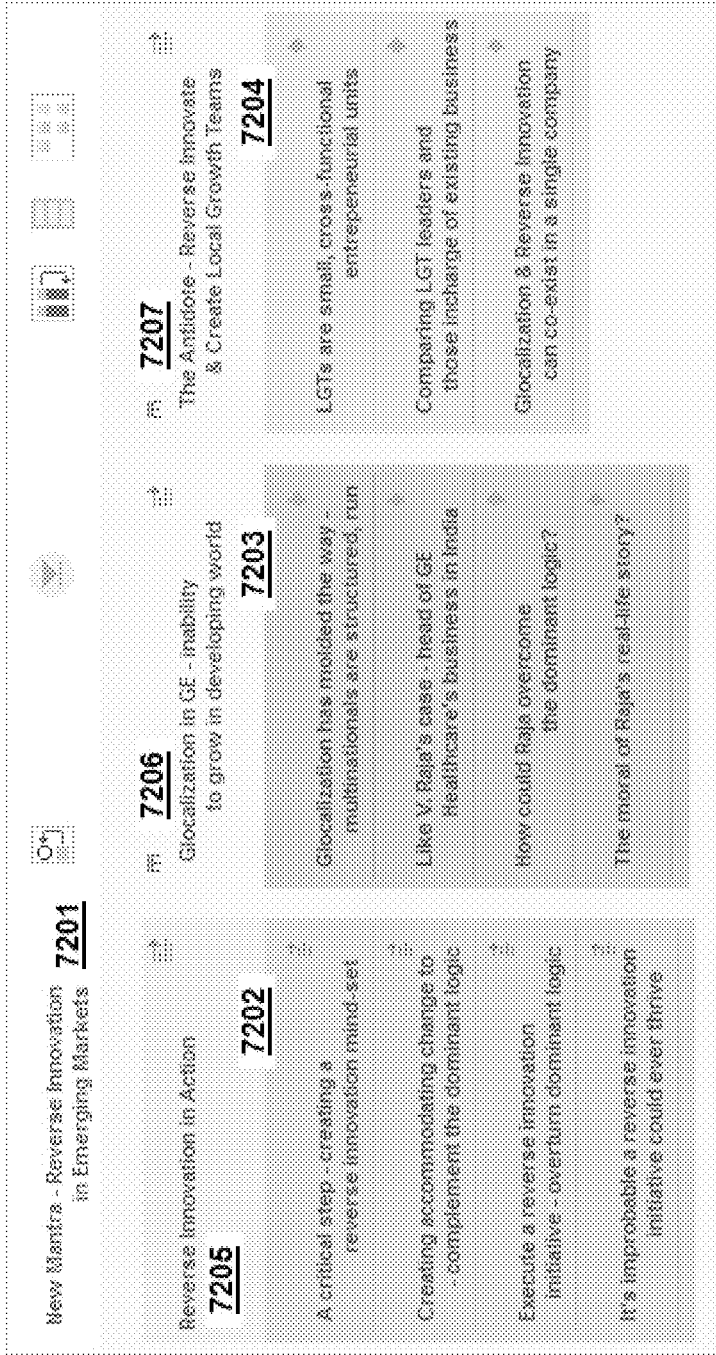 New Mantra - Reverse Innovation
in Emerging Markets
7201
Reverse Innovation in Action
7205
7202
A critical step - creating a
reverse innovation mind-set
Creating accommodating change to
- complement the dominant logic
Execute a reverse innovation
initiative - overturn dominant logic
It's improbable a reverse innovation
initiative could ever thrive
7206
Glocalization in GE - inability
to grow in developing world
7203
Glocalization has molded the way -
multinationals are structured, run
Like V. Raja's case - head of GE
Healthcare's business in India
How could Raja overcome
the dominant logic?
The moral of Raja's real-life story?
7207
The Antidote - Reverse Innovate
& Create Local Growth Teams
7204
LGTs are small, cross-functional
entrepeneurial units
Comparing LGT leaders and
those incharge of existing business
Glocalization & Reverse Innovation
can co-exist in a single company